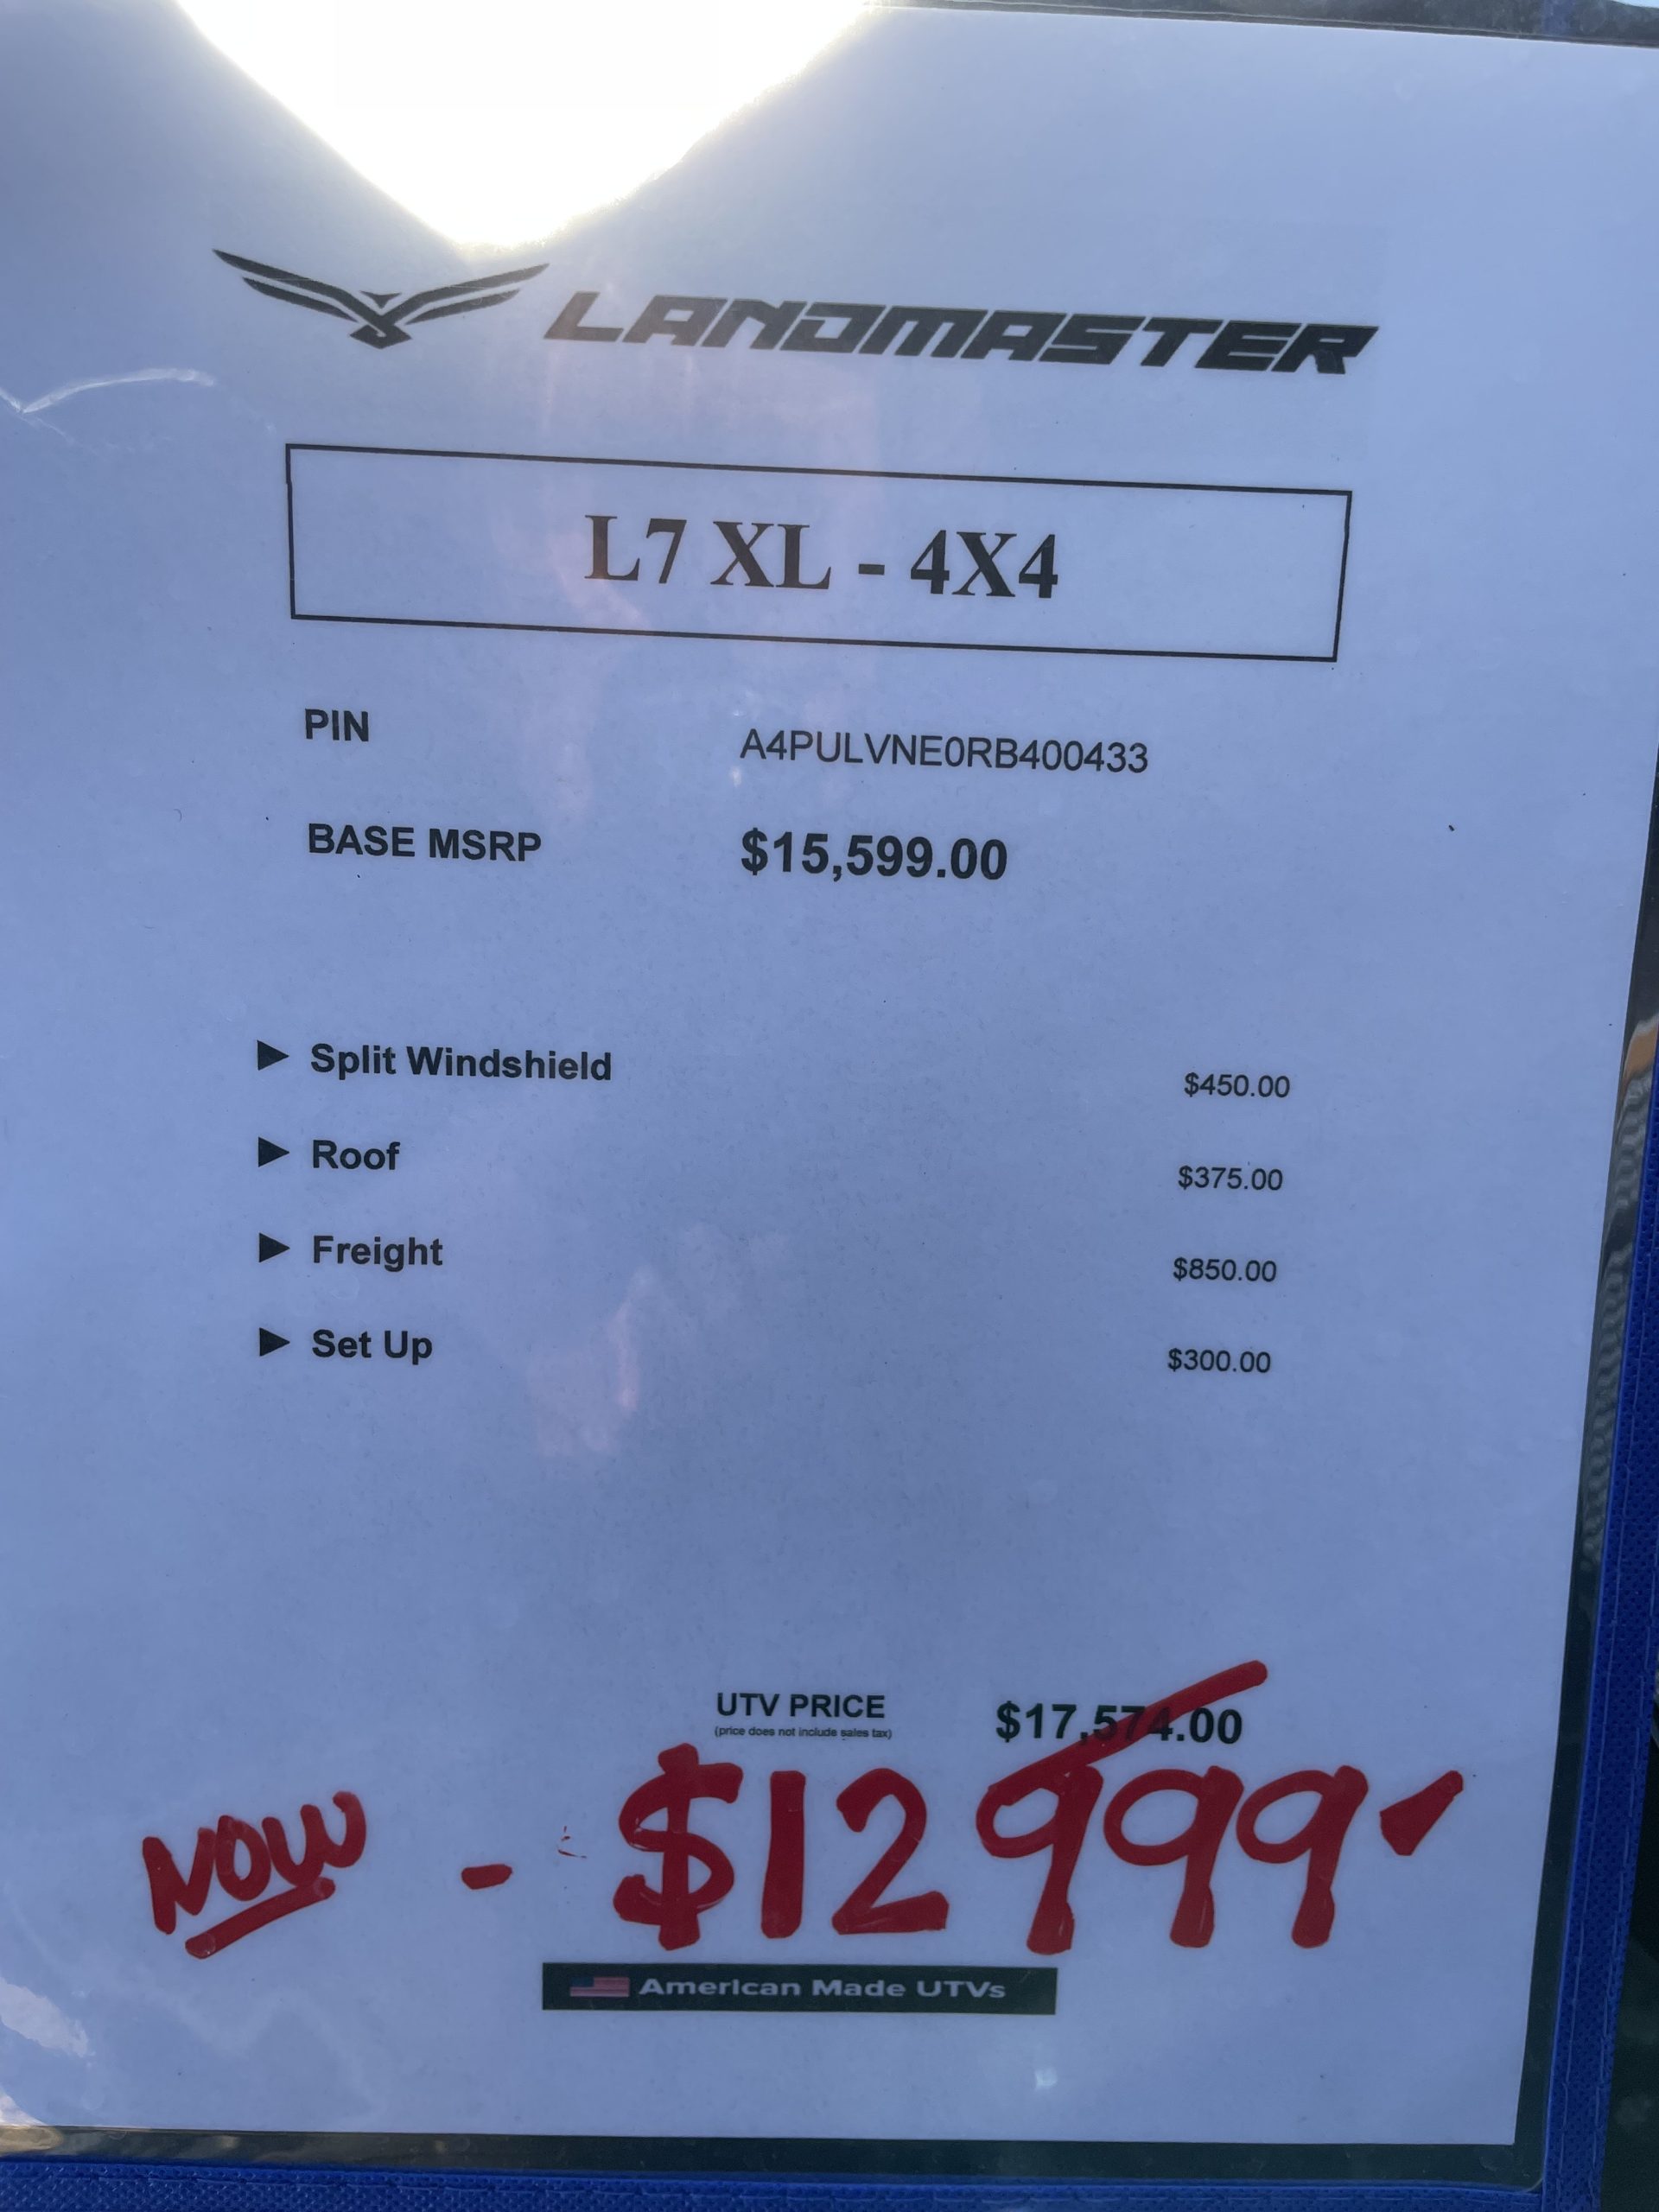 LANDMASTER
L7 XL - 4X4
PIN A4PULVNE0RB400433
BASE MSRP $15,599.00
▶ Split Windshield $450.00
▶ Roof $375.00
▶ Freight $850.00
▶ Set Up $300.00
UTV PRICE $17,574.00
(price does not include sales tax)
NOW - $12999
American Made UTVs